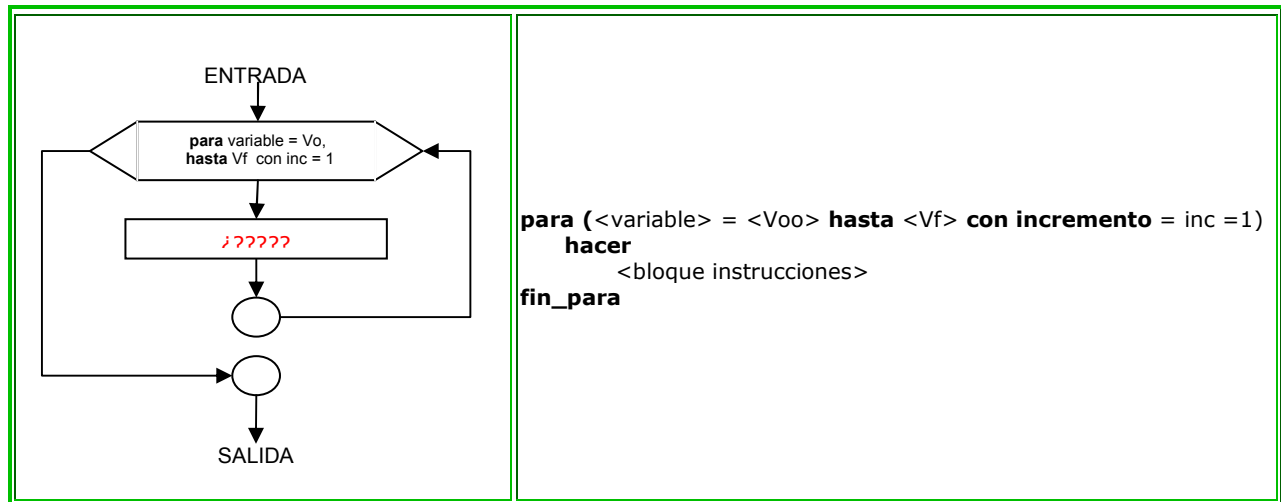 ENTRADA
para variable = Vo,
hasta Vf con inc = 1
¿?????
SALIDA
para (<variable> = <Voo> hasta <Vf> con incremento = inc =1)
hacer
<bloque instrucciones>
fin_para